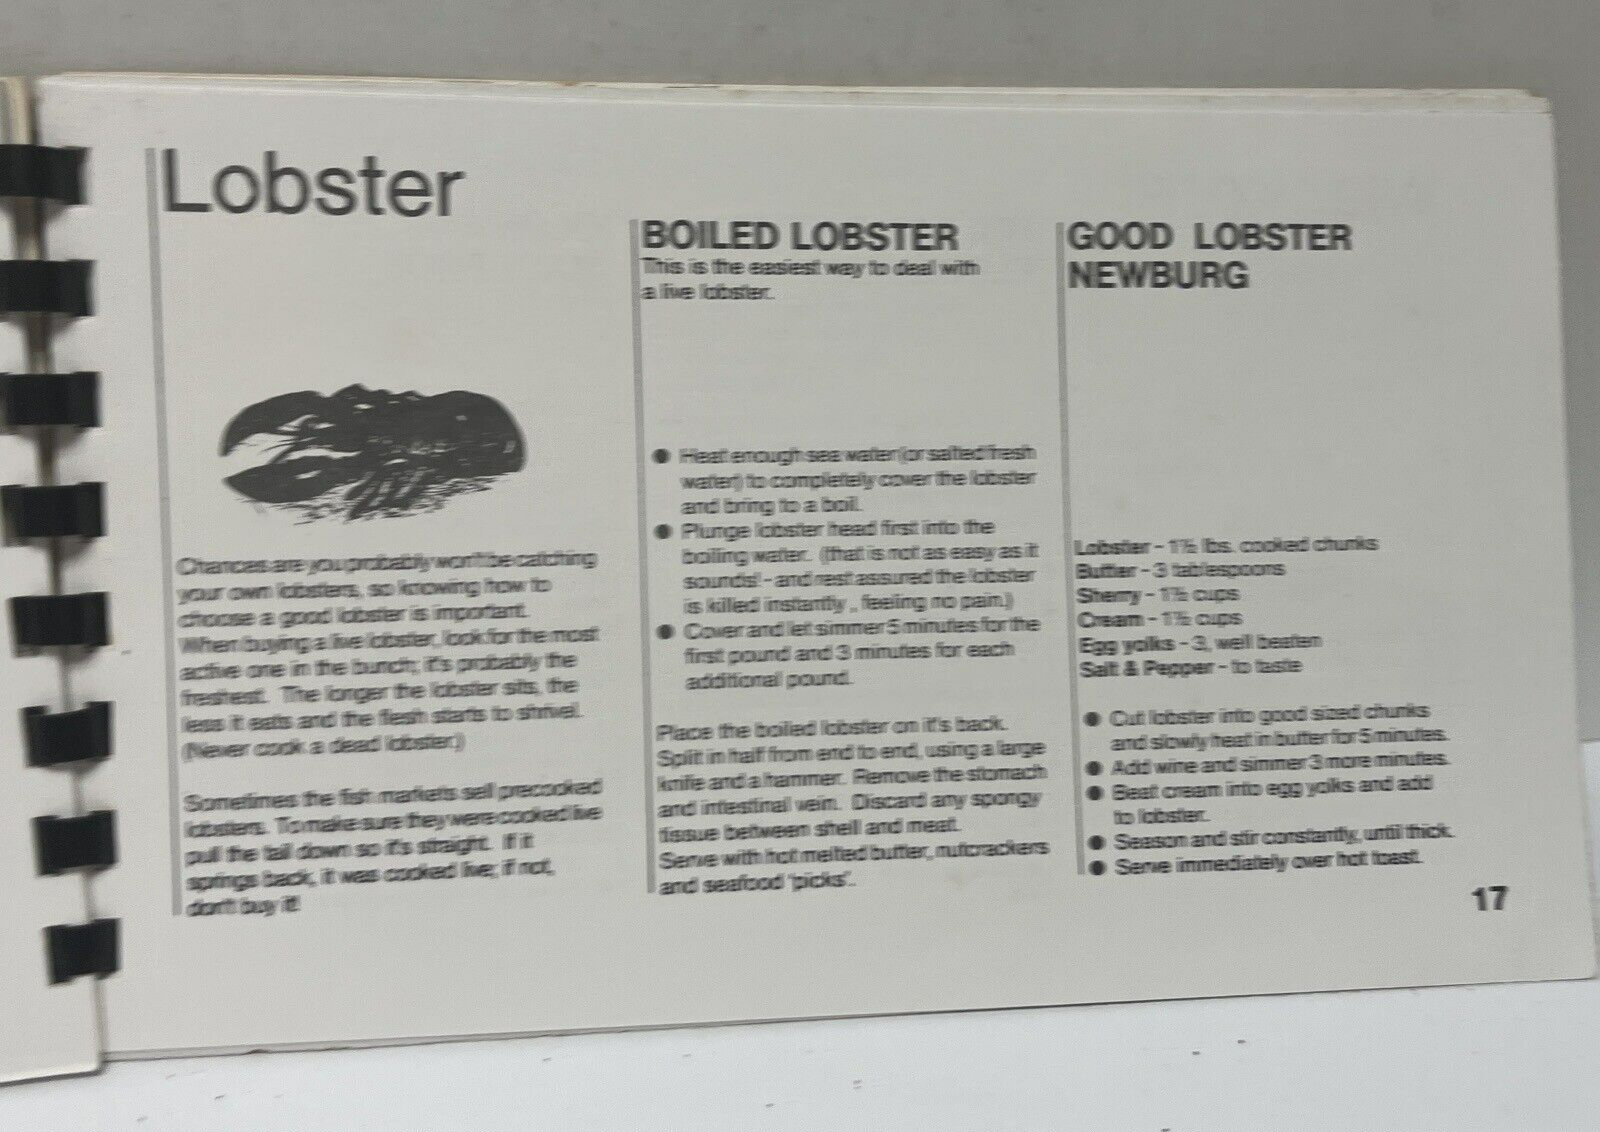 Lobster
Chances are you probably won't be catching
your own lobsters, so knowing how to
choose a good lobster is important.
When buying a live lobster, look for the most
active one in the bunch; it's probably the
freshest. The longer the lobster sits, the
less it eats and the flesh starts to shrivel.
(Never cook a dead lobster.)
Sometimes the fish markets sell precooked
lobsters. To make sure they were cooked live
pull the tail down so it's straight. If it
springs back, it was cooked live; if not,
don't buy it!
BOILED LOBSTER
This is the easiest way to deal with
a live lobster.
● Heat enough sea water (or salted fresh
water) to completely cover the lobster
and bring to a boil.
● Plunge lobster head first into the
boiling water. (that is not as easy as it
sounds! - and rest assured the lobster
is killed instantly, feeling no pain.)
● Cover and let simmer 5 minutes for the
first pound and 3 minutes for each
additional pound.
Place the boiled lobster on it's back.
Split in half from end to end, using a large
knife and a hammer. Remove the stomach
and intestinal vein. Discard any spongy
tissue between shell and meat.
Serve with hot melted butter, nutcrackers
and seafood 'picks'.
GOOD LOBSTER
NEWBURG
Lobster - 1½ lbs. cooked chunks
Butter - 3 tablespoons
Sherry - 1½ cups
Cream - 1½ cups
Egg yolks - 3, well beaten
Salt & Pepper - to taste
● Cut lobster into good sized chunks
and slowly heat in butter for 5 minutes.
● Add wine and simmer 3 more minutes.
● Beat cream into egg yolks and add
to lobster.
● Season and stir constantly, until thick.
● Serve immediately over hot toast.
17